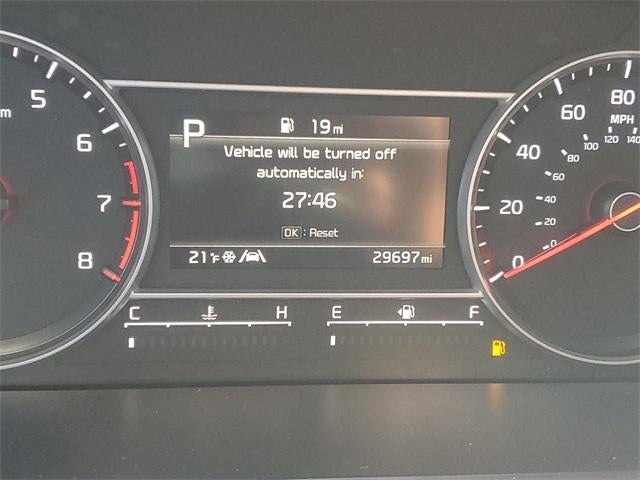 5
6
7
8
m
P
19 mi
Vehicle will be turned off
automatically in:
27:46
OK : Reset
21°F
29697 mi
C H
E F
0
20
40
60
80
MPH
0
20
40
60
80
100
120
140